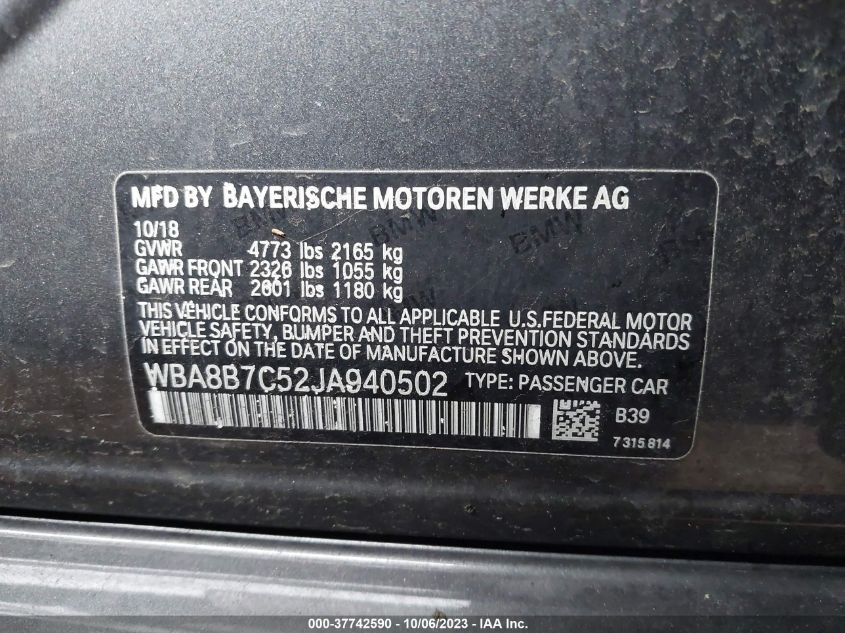 MFD BY BAYERISCHE MOTOREN WERKE AG
10/18
GVWR 4773 lbs 2165 kg
GAWR FRONT 2326 lbs 1055 kg
GAWR REAR 2601 lbs 1180 kg
THIS VEHICLE CONFORMS TO ALL APPLICABLE U.S.FEDERAL MOTOR
VEHICLE SAFETY, BUMPER AND THEFT PREVENTION STANDARDS
IN EFFECT ON THE DATE OF MANUFACTURE SHOWN ABOVE.
WBA8B7C52JA940502 TYPE: PASSENGER CAR
B39
7315814
BMW
BMW
BMW
000-37742590 - 10/06/2023 - IAA Inc.